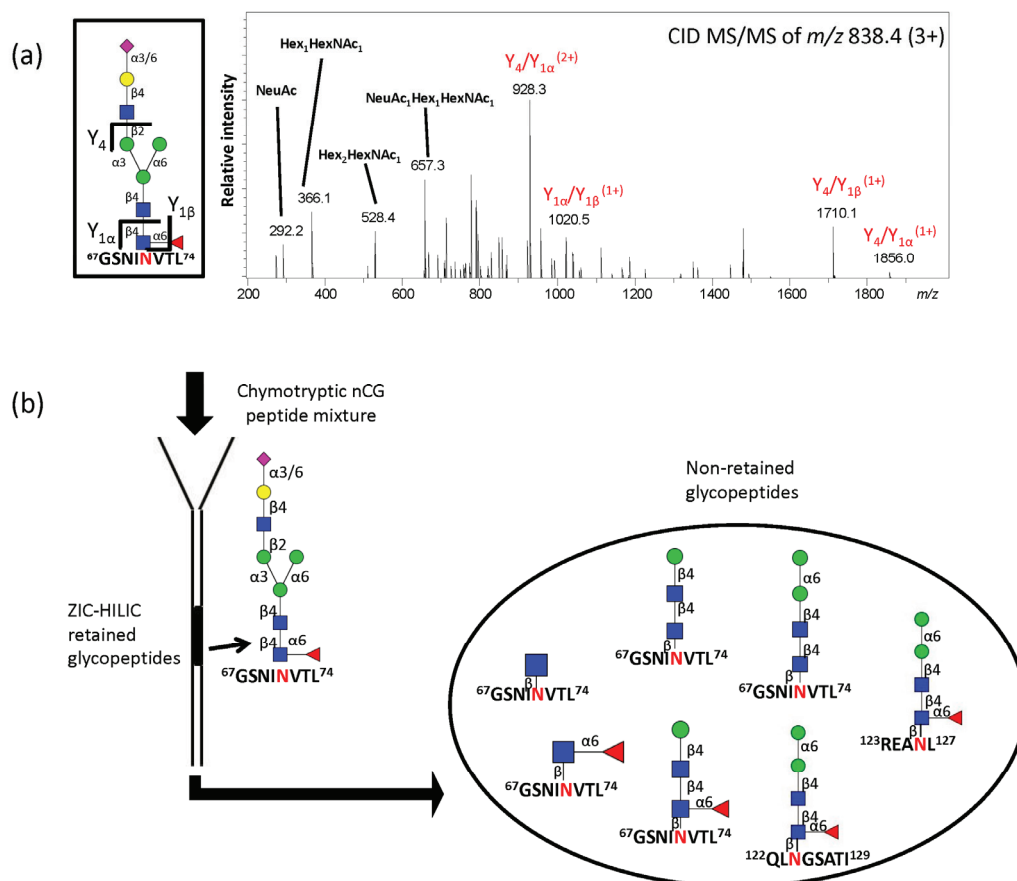 (a)
α3/6
β4
β2
Y₄
α3
α6
β4
Y₁β
Y₁α
β4
α6
⁶⁷GSNINVTL⁷⁴
CID MS/MS of m/z 838.4 (3+)
Relative intensity
Hex₁HexNAc₁
NeuAc
NeuAc₁Hex₁HexNAc₁
Hex₂HexNAc₁
Y₄/Y₁α⁽²⁺⁾
928.3
657.3
366.1
528.4
292.2
Y₁α/Y₁β⁽¹⁺⁾
1020.5
Y₄/Y₁β⁽¹⁺⁾
1710.1
Y₄/Y₁α⁽¹⁺⁾
1856.0
200 400 600 800 1000 1200 1400 1600 1800 m/z
(b)
Chymotryptic nCG
peptide mixture
α3/6
β4
β2
α3
α6
β4
β4
α6
⁶⁷GSNINVTL⁷⁴
ZIC-HILIC
retained
glycopeptides
Non-retained
glycopeptides
β4
β4
β
⁶⁷GSNINVTL⁷⁴
α6
β4
β4
β
⁶⁷GSNINVTL⁷⁴
β
⁶⁷GSNINVTL⁷⁴
α6
β4
β4
α6
β
¹²³REANL¹²⁷
α6
β
⁶⁷GSNINVTL⁷⁴
β4
β4
α6
β
⁶⁷GSNINVTL⁷⁴
α6
β4
β4
α6
β
¹²²QLNGSATI¹²⁹